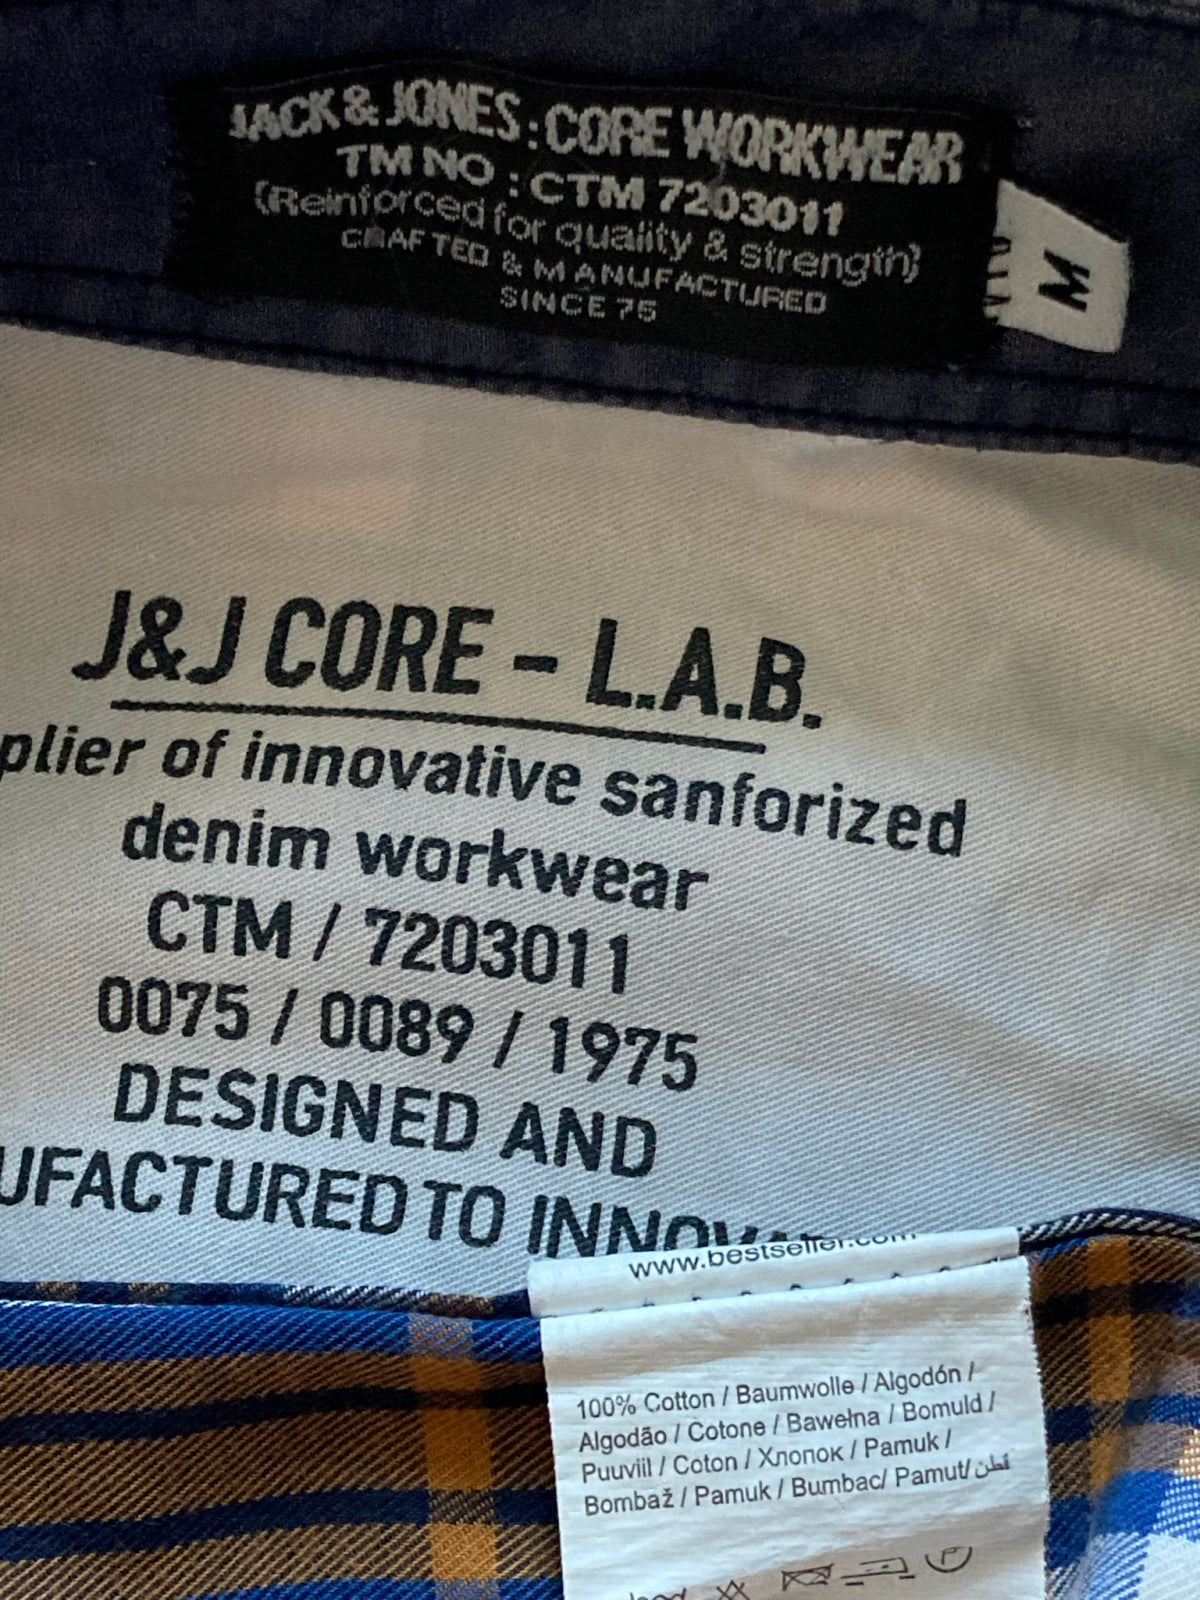 JACK & JONES : CORE WORKWEAR
TM NO : CTM 7203011
{Reinforced for quality & strength}
CRAFTED & MANUFACTURED
SINCE 75
M
J&J CORE - L.A.B.
plier of innovative sanforized
denim workwear
CTM / 7203011
0075 / 0089 / 1975
DESIGNED AND
UFACTURED TO INNOVAT
www.bestseller.com
100% Cotton / Baumwolle / Algodón /
Algodão / Cotone / Bawełna / Bomuld /
Puuviil / Coton / Хлопок / Pamuk /
Bombaž / Pamuk / Bumbac/ Pamut/ قطن